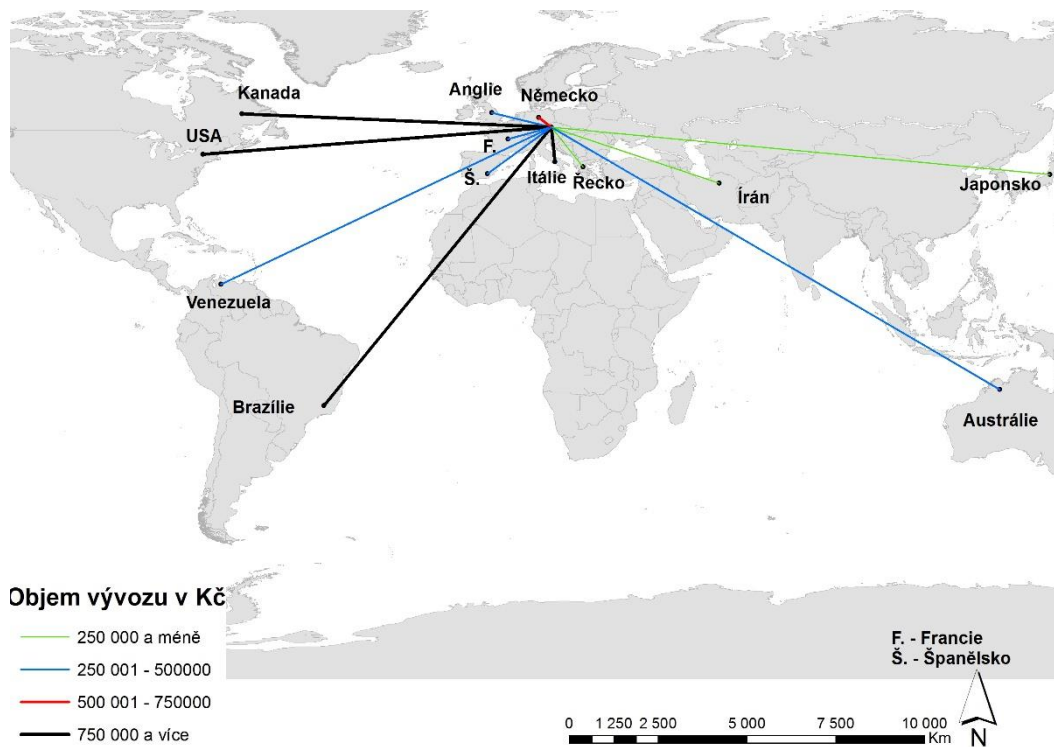 Kanada
Anglie
Německo
USA
F.
Š.
Itálie
Řecko
Írán
Japonsko
Venezuela
Brazílie
Austrálie
Objem vývozu v Kč
250 000 a méně
250 001 - 500000
500 001 - 750000
750 000 a více
F. - Francie
Š. - Španělsko
0 1 250 2 500 5 000 7 500 10 000
Km
N